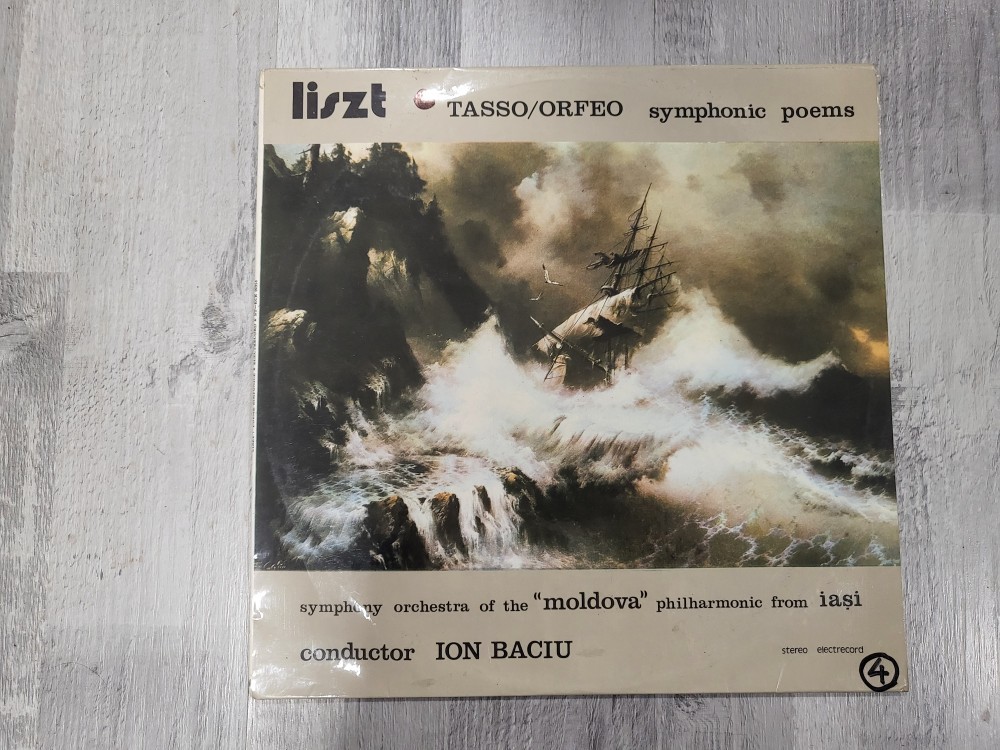 liszt TASSO/ORFEO symphonic poems
symphony orchestra of the “moldova” philharmonic from iași
conductor ION BACIU
stereo electrecord
4